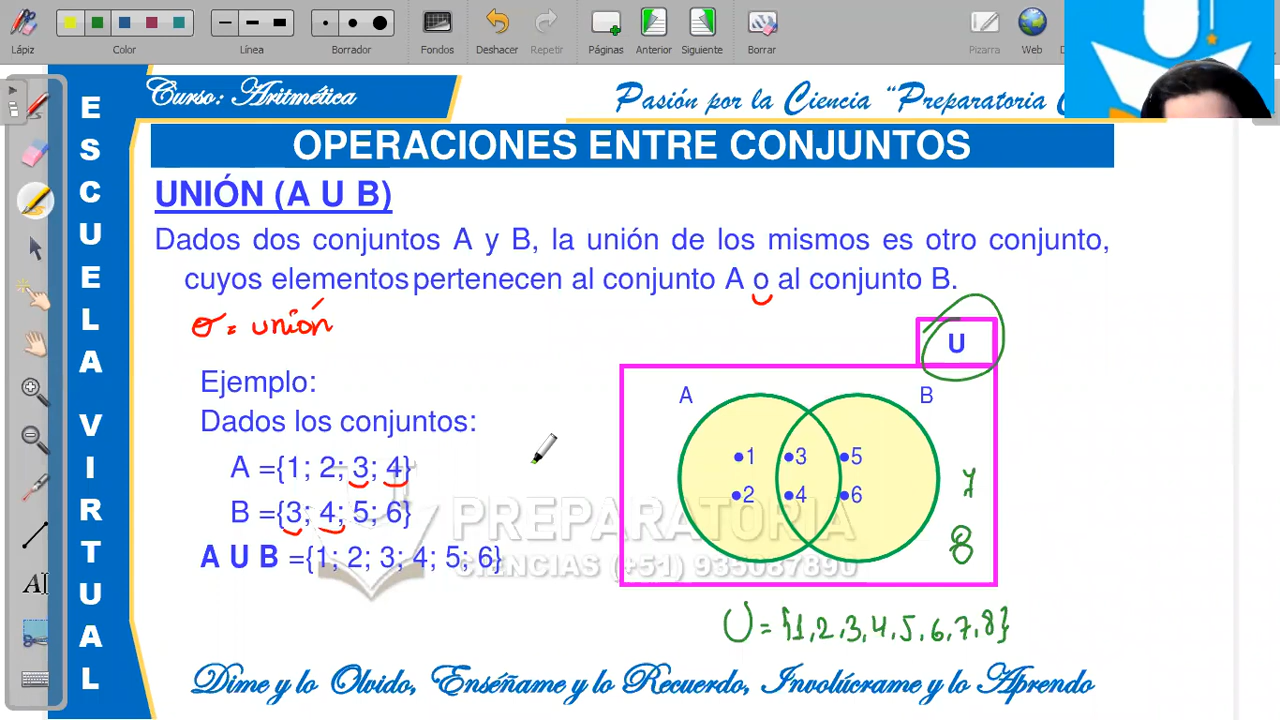 Lápiz Color Línea Borrador Fondos Deshacer Repetir Páginas Anterior Siguiente Borrar Pizarra Web
Curso: Aritmética
Pasión por la Ciencia "Preparatoria
ESCUELA VIRTUAL
OPERACIONES ENTRE CONJUNTOS
UNIÓN (A U B)
Dados dos conjuntos A y B, la unión de los mismos es otro conjunto,
cuyos elementos pertenecen al conjunto A o al conjunto B.
σ = unión
U
Ejemplo:
A B
Dados los conjuntos:
A ={1; 2; 3; 4}
1 3 5
7
2 4 6
B ={3; 4; 5; 6}
PREPARATORIA
8
A U B ={1; 2; 3; 4; 5; 6}
CIENCIAS (+51) 935087890
U = {1,2,3,4,5,6,7,8}
Dime y lo Olvido, Enséñame y lo Recuerdo, Involúcrame y lo Aprendo